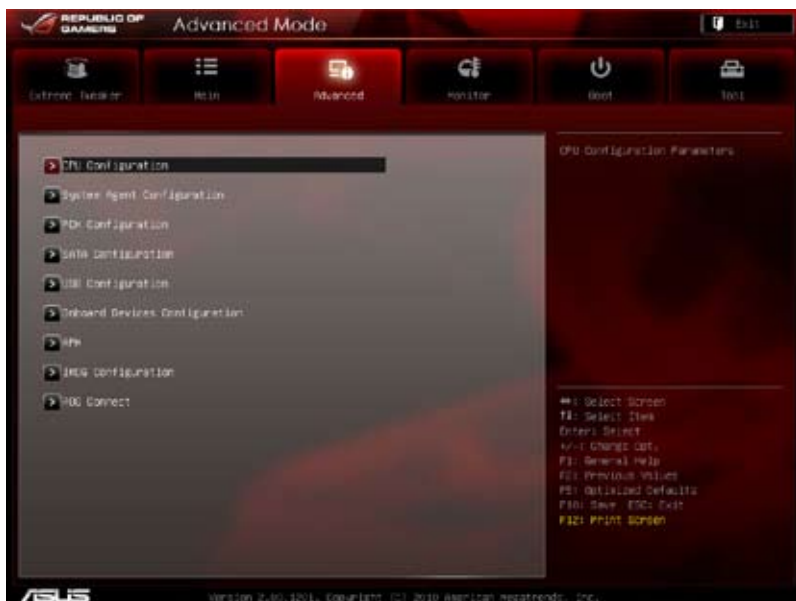 REPUBLIC OF
GAMERS
Advanced Mode
Exit
Extreme Tweaker
Main
Advanced
Monitor
Boot
Tool
CPU Configuration
System Agent Configuration
PCH Configuration
SATA Configuration
USB Configuration
Onboard Devices Configuration
APM
Configuration
ROG Connect
CPU Configuration Parameters
: Select Screen
↑↓: Select Item
Enter: Select
+/-: Change Opt.
F1: General Help
F2: Previous Values
F5: Optimized Defaults
F10: Save ESC: Exit
F12: Print Screen
ASUS
Version 2.00.1201. Copyright (C) 2010 American Megatrends, Inc.